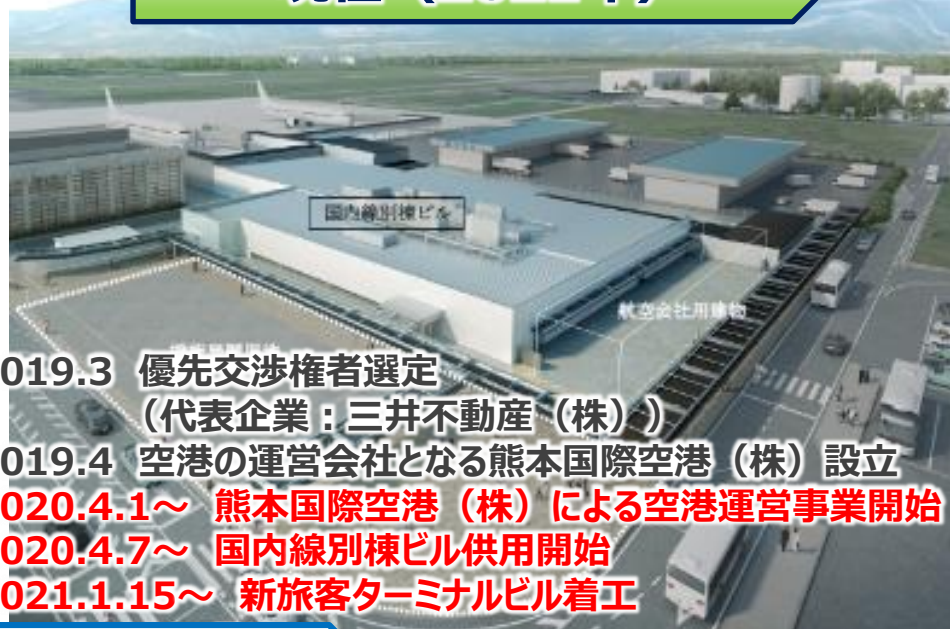 国内線別棟ビル
航空会社用建物
019.3 優先交渉権者選定
（代表企業：三井不動産（株））
019.4 空港の運営会社となる熊本国際空港（株）設立
020.4.1～ 熊本国際空港（株）による空港運営事業開始
020.4.7～ 国内線別棟ビル供用開始
021.1.15～ 新旅客ターミナルビル着工